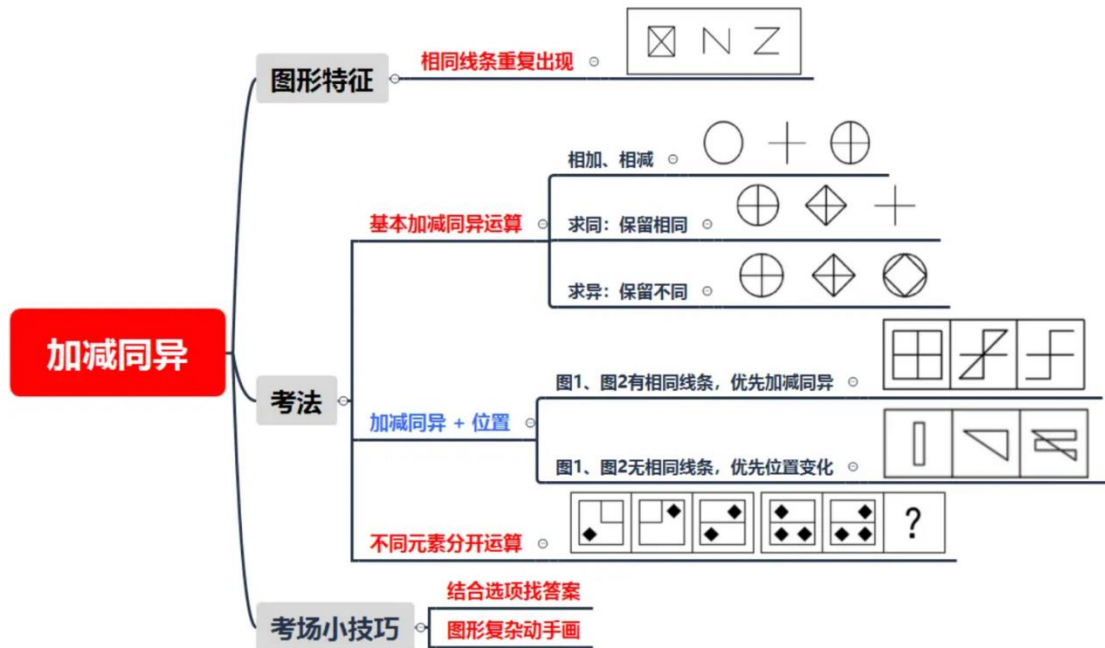 加减同异
图形特征
相同线条重复出现
考法
基本加减同异运算
相加、相减
求同：保留相同
求异：保留不同
加减同异 + 位置
图1、图2有相同线条，优先加减同异
图1、图2无相同线条，优先位置变化
不同元素分开运算
?
考场小技巧
结合选项找答案
图形复杂动手画